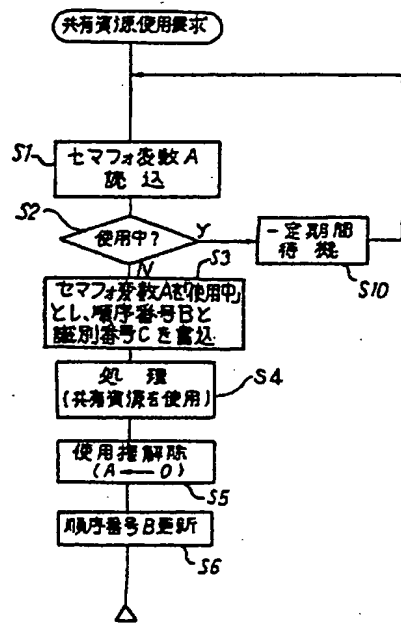 共有資源使用要求
S1
セマフォ変数A
読込
S2
使用中?
Y
一定期間
待機
S10
N
S3
セマフォ変数Aを「使用中」
とし、順序番号Bと
識別番号Cを書込
処理
(共有資源を使用)
S4
使用権解除
(A ← 0)
S5
順序番号B更新
S6